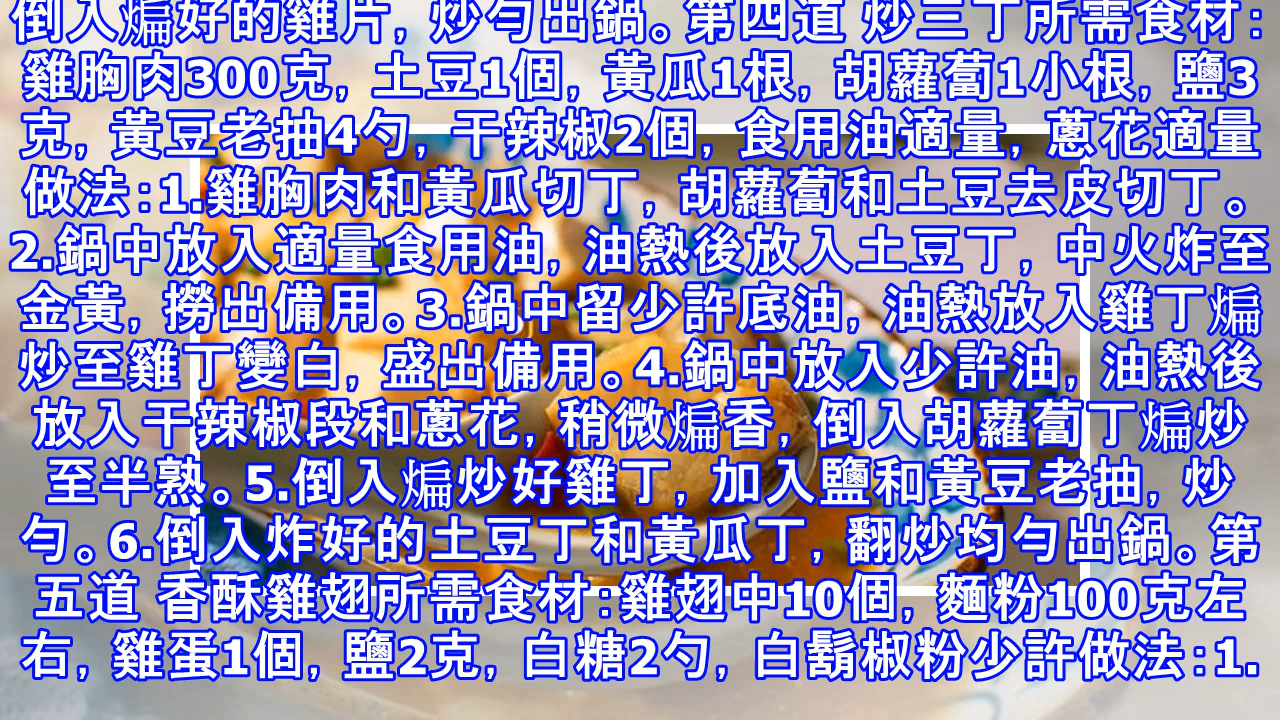 倒入煸好的雞片, 炒勻出鍋。第四道 炒三丁所需食材:
雞胸肉300克, 土豆1個, 黃瓜1根, 胡蘿蔔1小根, 鹽3
克, 黃豆老抽4勺, 干辣椒2個, 食用油適量, 蔥花適量
做法:1.雞胸肉和黃瓜切丁, 胡蘿蔔和土豆去皮切丁。
2.鍋中放入適量食用油, 油熱後放入土豆丁, 中火炸至
金黃, 撈出備用。3.鍋中留少許底油, 油熱放入雞丁煸
炒至雞丁變白, 盛出備用。4.鍋中放入少許油, 油熱後
放入干辣椒段和蔥花, 稍微煸香, 倒入胡蘿蔔丁煸炒
至半熟。5.倒入煸炒好雞丁, 加入鹽和黃豆老抽, 炒
勻。6.倒入炸好的土豆丁和黃瓜丁, 翻炒均勻出鍋。第
五道 香酥雞翅所需食材:雞翅中10個, 麵粉100克左
右, 雞蛋1個, 鹽2克, 白糖2勺, 白鬍椒粉少許做法:1.